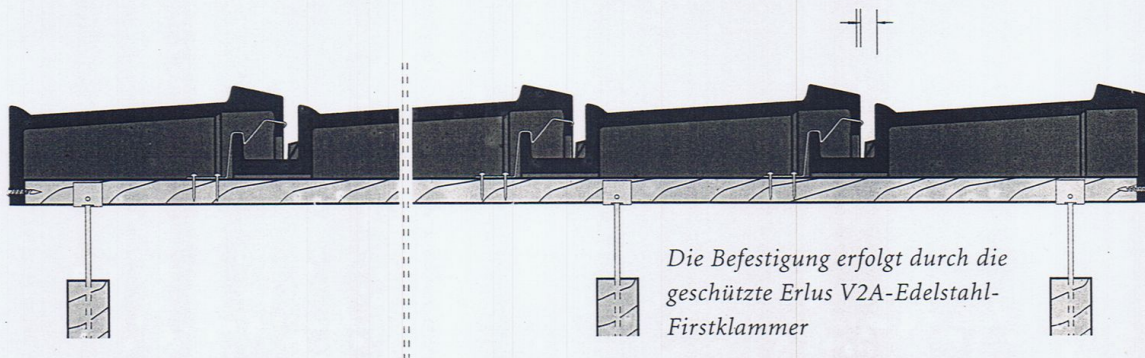 Die Befestigung erfolgt durch die
geschützte Erlus V2A-Edelstahl-
Firstklammer